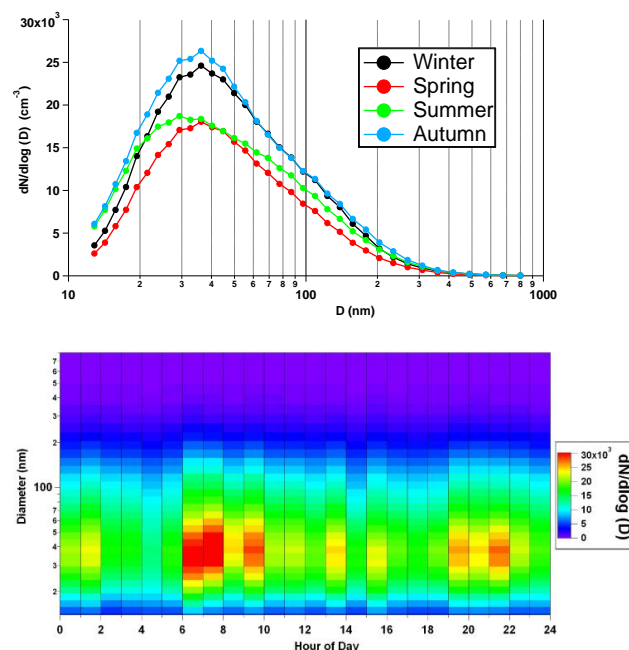 30x10³
25
20
15
10
5
0
dN/dlog (D) (cm⁻³)
Winter
Spring
Summer
Autumn
10 2 3 4 5 6 7 8 9 100 2 3 4 5 6 7 8 9 1000
D (nm)
7
6
5
4
3
2
100
7
6
5
4
3
2
Diameter (nm)
0 2 4 6 8 10 12 14 16 18 20 22 24
Hour of Day
30x10³
25
20
15
10
5
0
dN/dlog (D)